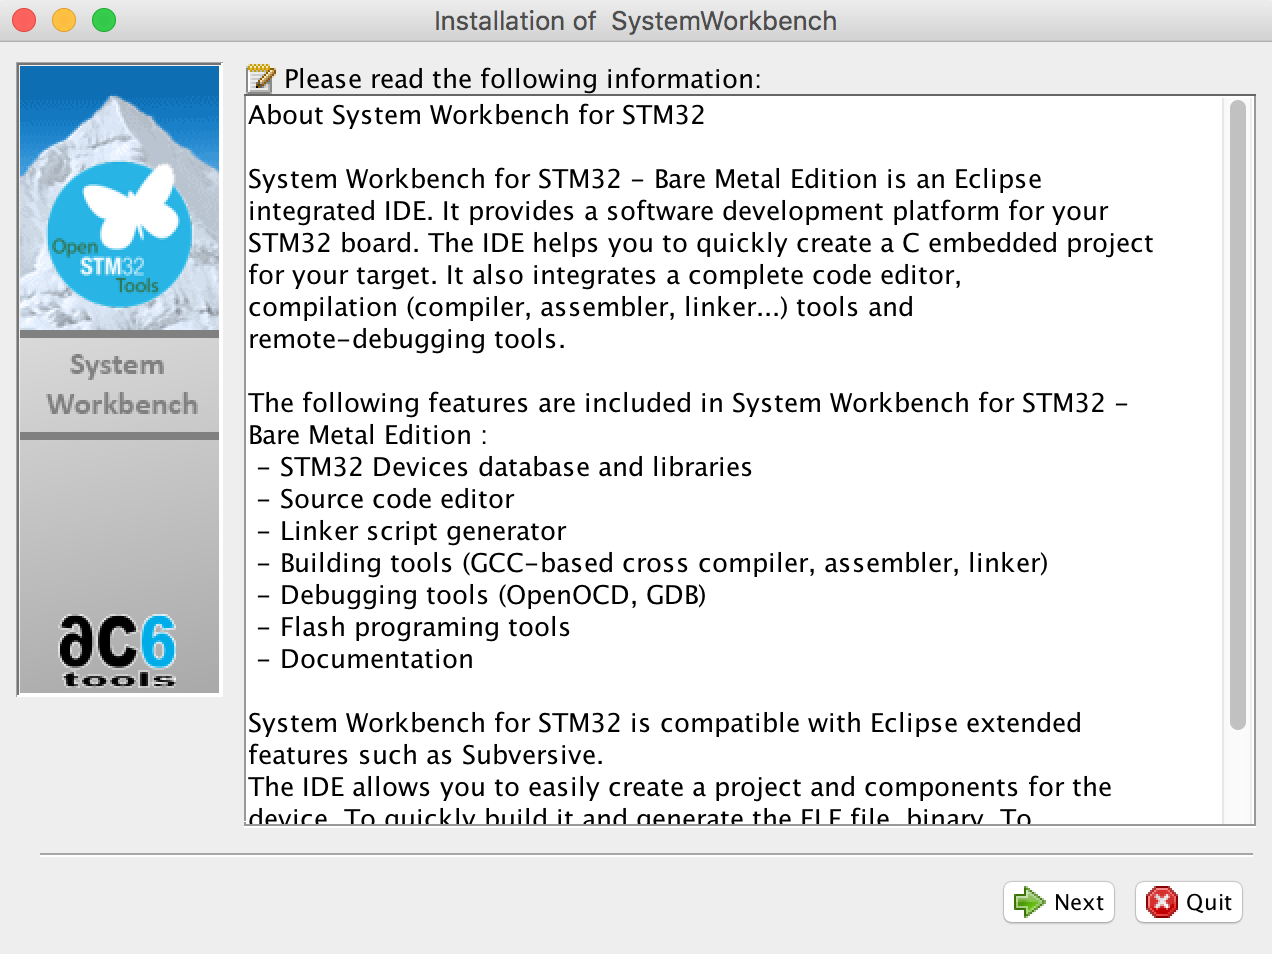 Installation of  SystemWorkbench
Please read the following information:
Open
STM32
Tools
System
Workbench
ac6
tools
About System Workbench for STM32
System Workbench for STM32 - Bare Metal Edition is an Eclipse
integrated IDE. It provides a software development platform for your
STM32 board. The IDE helps you to quickly create a C embedded project
for your target. It also integrates a complete code editor,
compilation (compiler, assembler, linker...) tools and
remote-debugging tools.
The following features are included in System Workbench for STM32 -
Bare Metal Edition :
- STM32 Devices database and libraries
- Source code editor
- Linker script generator
- Building tools (GCC-based cross compiler, assembler, linker)
- Debugging tools (OpenOCD, GDB)
- Flash programing tools
- Documentation
System Workbench for STM32 is compatible with Eclipse extended
features such as Subversive.
The IDE allows you to easily create a project and components for the
device. To quickly build it and generate the ELF file, binary. To
Next
Quit